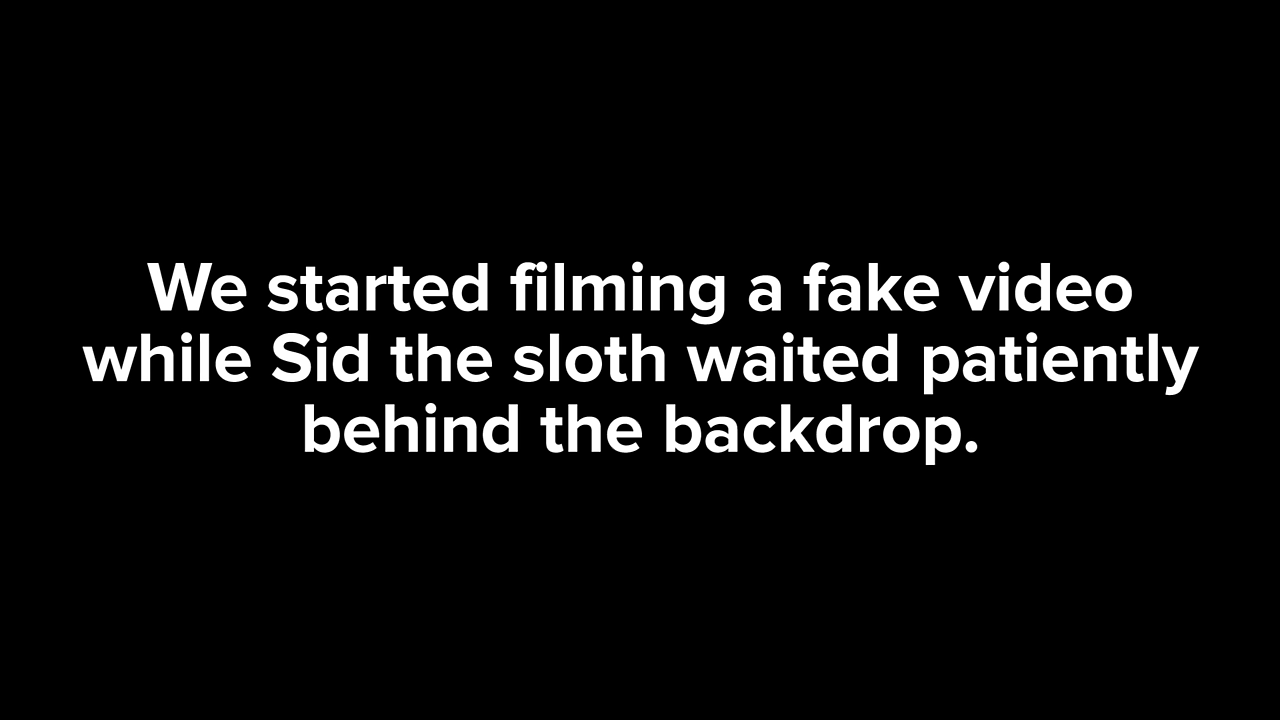 We started filming a fake video
while Sid the sloth waited patiently
behind the backdrop.